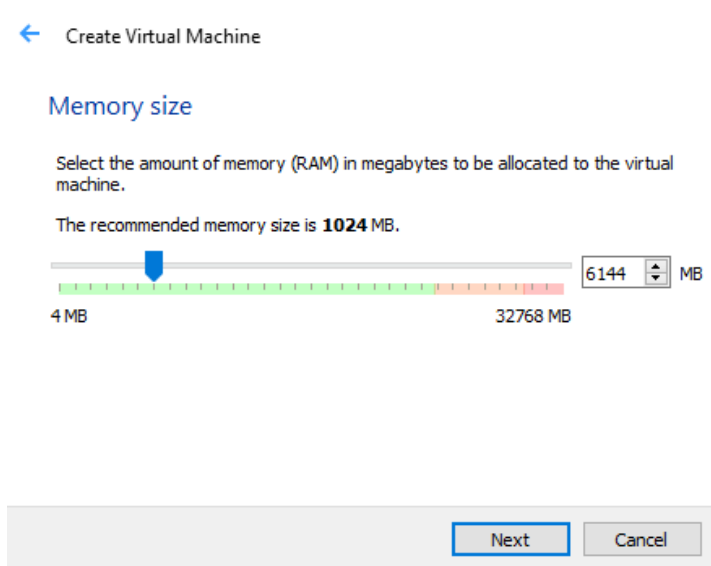 Create Virtual Machine
Memory size
Select the amount of memory (RAM) in megabytes to be allocated to the virtual
machine.
The recommended memory size is 1024 MB.
6144 MB
4 MB 32768 MB
Next Cancel